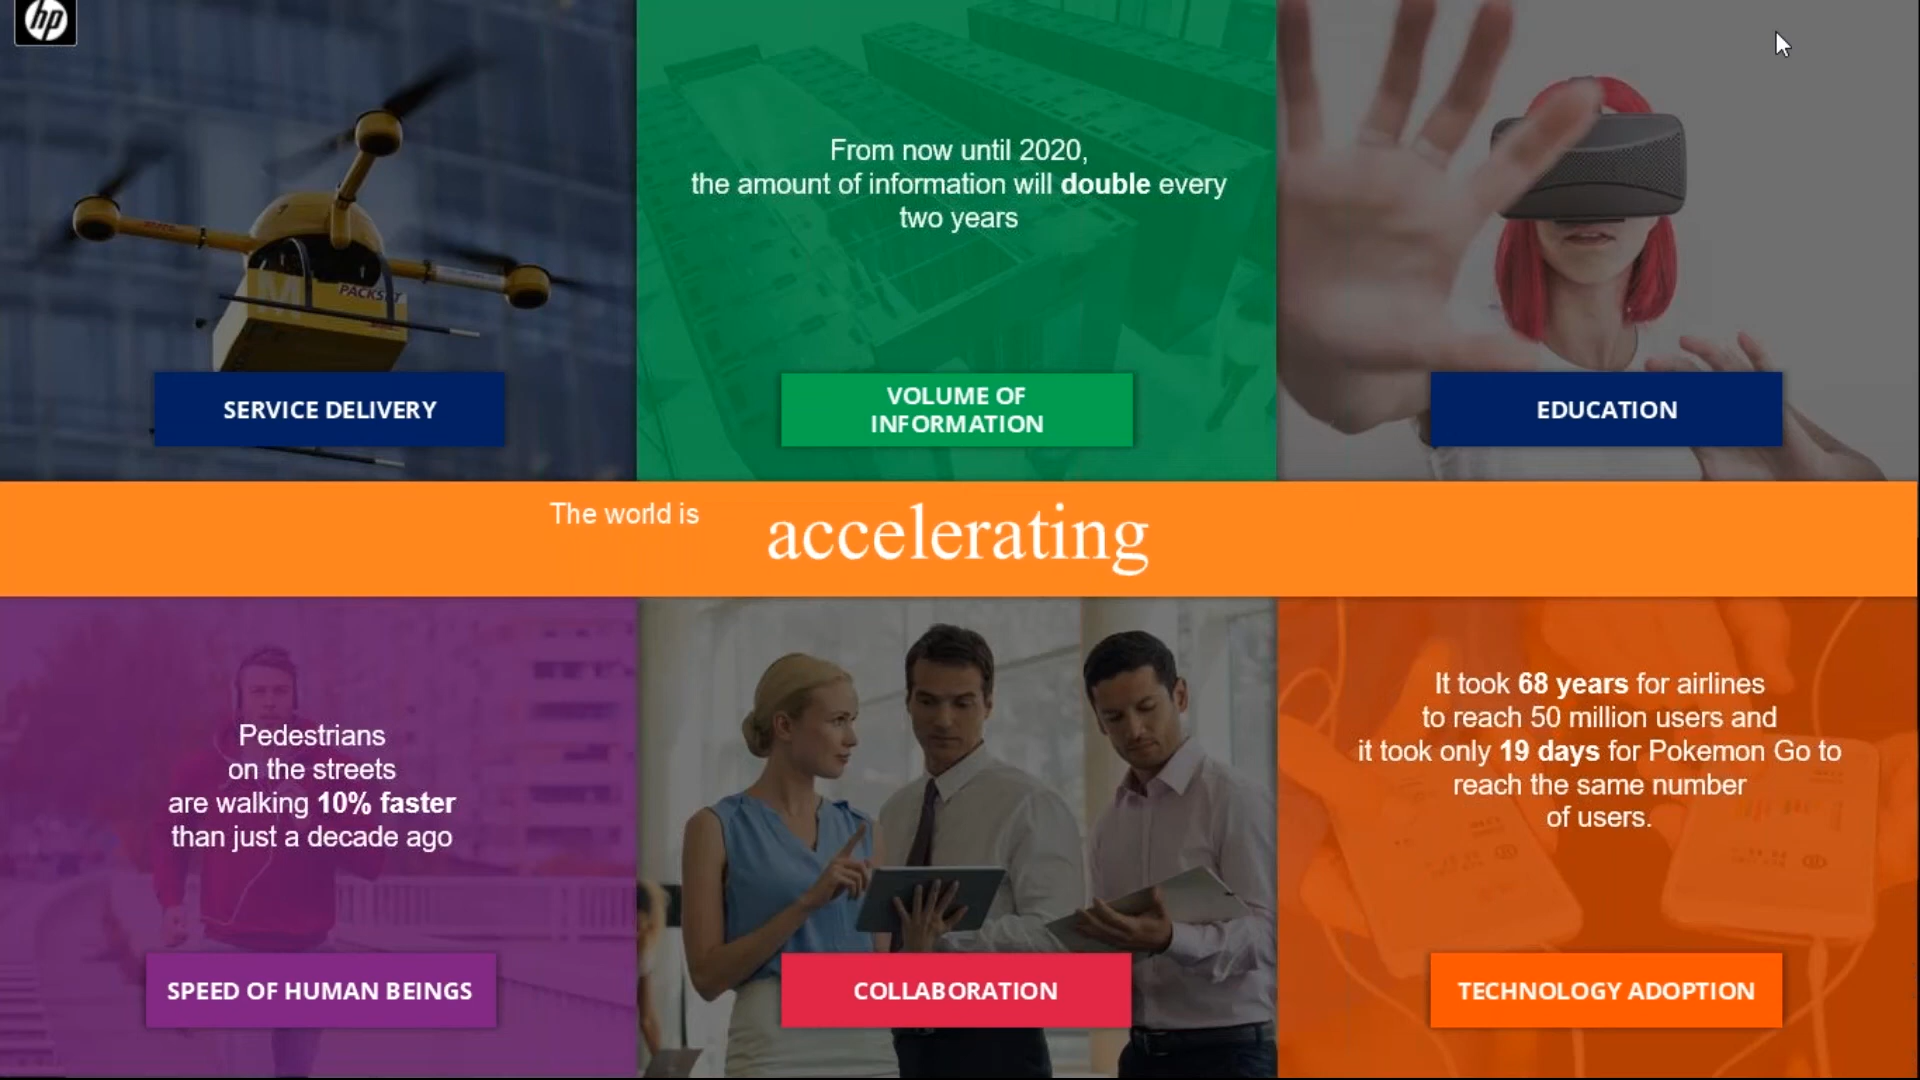 hp
PACKSET
SERVICE DELIVERY
From now until 2020,
the amount of information will double every
two years
VOLUME OF
INFORMATION
EDUCATION
The world is
accelerating
Pedestrians
on the streets
are walking 10% faster
than just a decade ago
SPEED OF HUMAN BEINGS
COLLABORATION
It took 68 years for airlines
to reach 50 million users and
it took only 19 days for Pokemon Go to
reach the same number
of users.
TECHNOLOGY ADOPTION